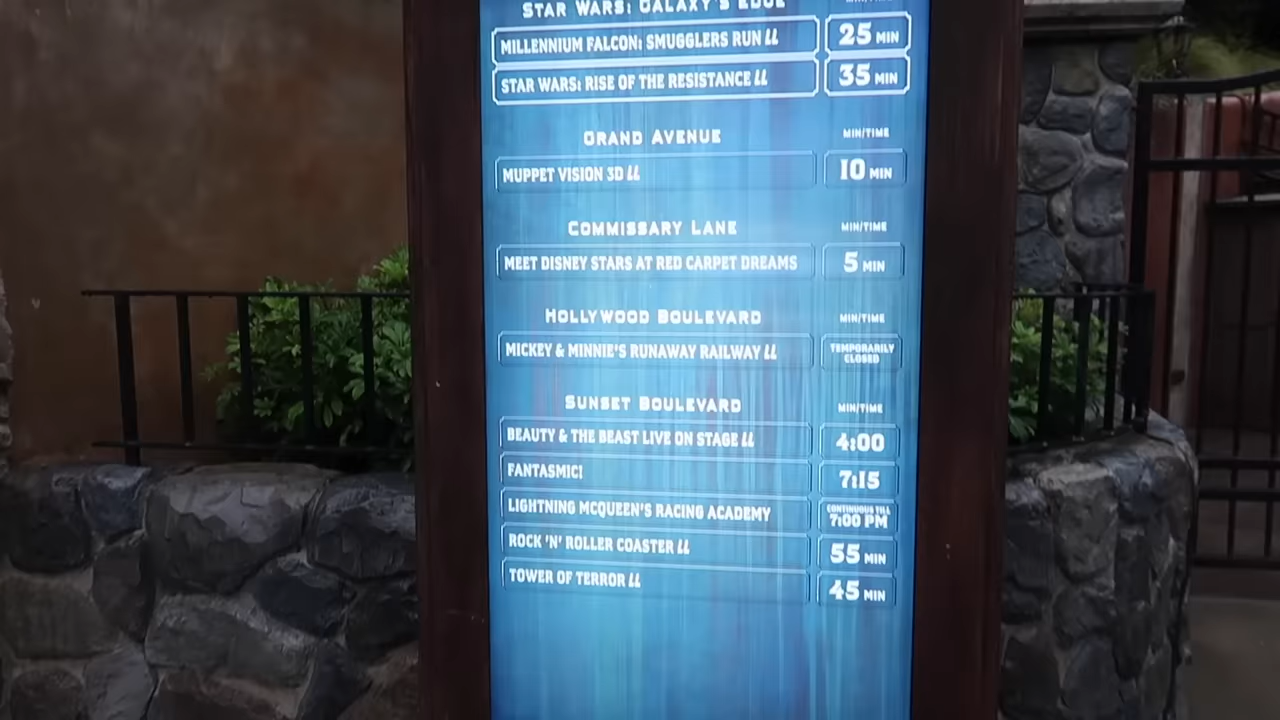 STAR WARS: GALAXY'S EDGE MIN/TIME
MILLENNIUM FALCON: SMUGGLERS RUN LL 25 MIN
STAR WARS: RISE OF THE RESISTANCE LL 35 MIN
GRAND AVENUE MIN/TIME
MUPPET VISION 3D LL 10 MIN
COMMISSARY LANE MIN/TIME
MEET DISNEY STARS AT RED CARPET DREAMS 5 MIN
HOLLYWOOD BOULEVARD MIN/TIME
MICKEY & MINNIE'S RUNAWAY RAILWAY LL TEMPORARILY CLOSED
SUNSET BOULEVARD MIN/TIME
BEAUTY & THE BEAST LIVE ON STAGE LL 4:00
FANTASMIC! 7:15
LIGHTNING MCQUEEN'S RACING ACADEMY CONTINUOUS TILL 7:00 PM
ROCK 'N' ROLLER COASTER LL 55 MIN
TOWER OF TERROR LL 45 MIN